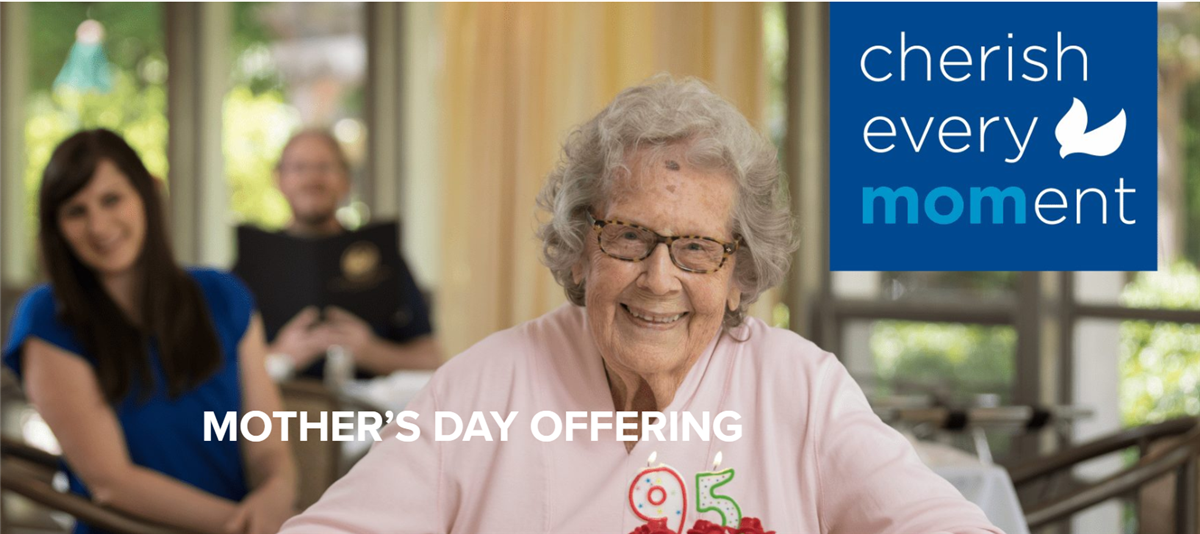 cherish
every
moment
MOTHER'S DAY OFFERING
95